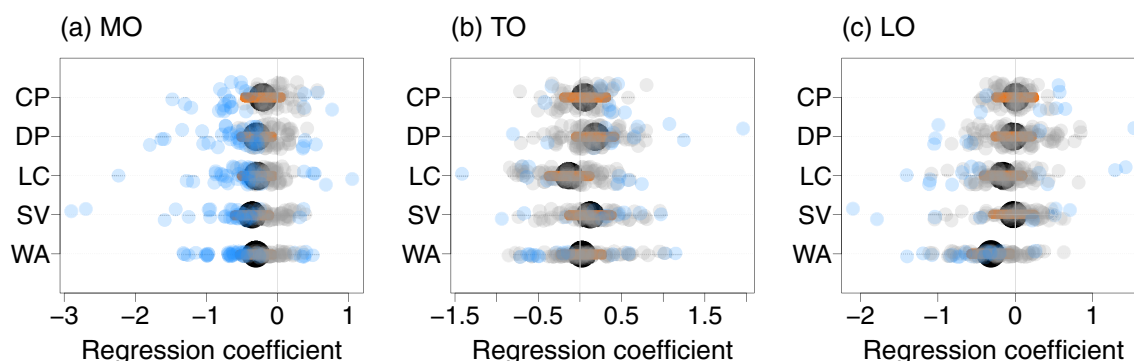 (a) MO
(b) TO
(c) LO
CP
DP
LC
SV
WA
−3
−2
−1
0
1
Regression coefficient
CP
DP
LC
SV
WA
−1.5
−0.5
0.5
1.5
Regression coefficient
CP
DP
LC
SV
WA
−2
−1
0
1
Regression coefficient